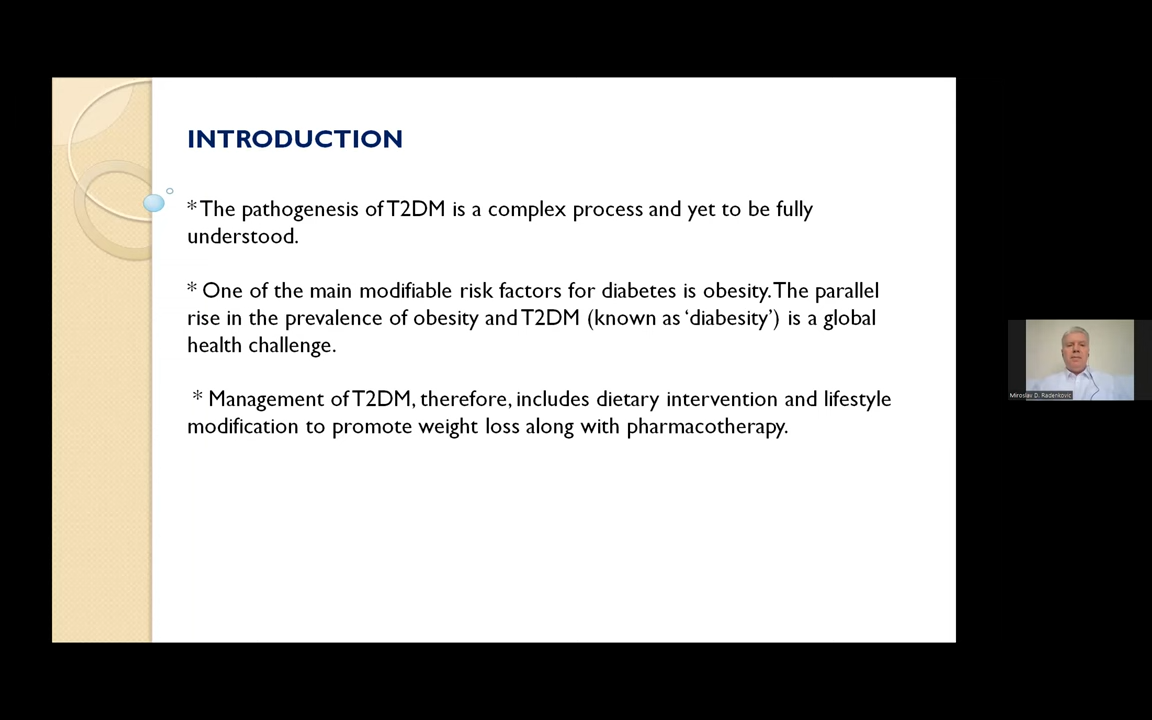 INTRODUCTION
* The pathogenesis of T2DM is a complex process and yet to be fully
understood.
* One of the main modifiable risk factors for diabetes is obesity. The parallel
rise in the prevalence of obesity and T2DM (known as ‘diabesity’) is a global
health challenge.
* Management of T2DM, therefore, includes dietary intervention and lifestyle
modification to promote weight loss along with pharmacotherapy.
Miroslav D. Radenkovic